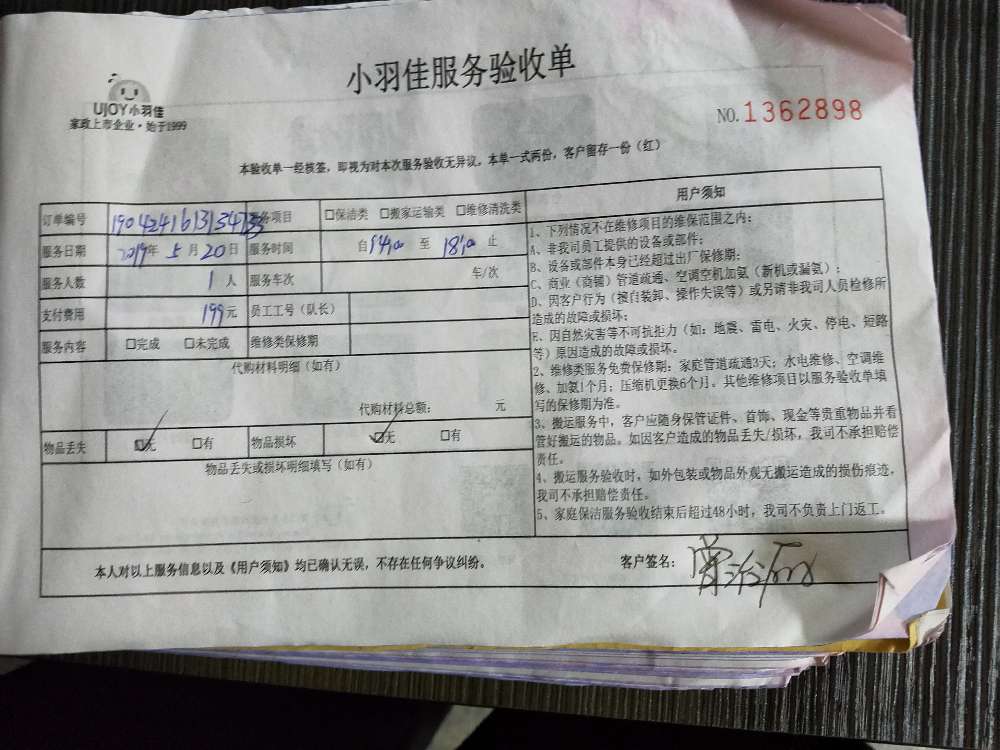 小羽佳服务验收单
UJOY小羽佳
家政上市企业·始于1999
NO.1362898
本验收单一经核签，即视为对本次服务验收无异议。本单一式两份，客户留存一份（红）
订单编号 服务项目 □保洁类 □搬家运输类 □维修清洗类
服务日期 2019年 5月20日 服务时间 自 14:00 至 18:00 止
服务人数 1人 服务车次 车/次
支付费用 199元 员工工号（队长）
服务内容 □完成 □未完成 维修类保修期
代购材料明细（如有）
代购材料总额： 元
物品丢失 ☑无 □有 物品损坏 ☑无 □有
物品丢失或损坏明细填写（如有）
用户须知
1、下列情况不在维修项目的维保范围之内：
A、非我司员工提供的设备或部件；
B、设备或部件本身已经超过出厂保修期；
C、商业（商铺）管道疏通、空调空机加氨（新机或漏氨）；
D、因客户行为（擅自装卸、操作失误等）或另请非我司人员检修所
造成的故障或损坏；
E、因自然灾害等不可抗拒力（如：地震、雷电、火灾、停电、短路
等）原因造成的故障或损坏。
2、维修类服务免费保修期：家庭管道疏通3天；水电维修、空调维
修、加氨1个月；压缩机更换6个月。其他维修项目以服务验收单填
写的保修期为准。
3、搬运服务中，客户应随身保管证件、首饰、现金等贵重物品并看
管好搬运的物品。如因客户造成的物品丢失/损坏，我司不承担赔偿
责任。
4、搬运服务验收时，如外包装或物品外观无搬运造成的损伤痕迹，
我司不承担赔偿责任。
5、家庭保洁服务验收结束后超过48小时，我司不负责上门返工。
本人对以上服务信息以及《用户须知》均已确认无误，不存在任何争议纠纷。
客户签名：